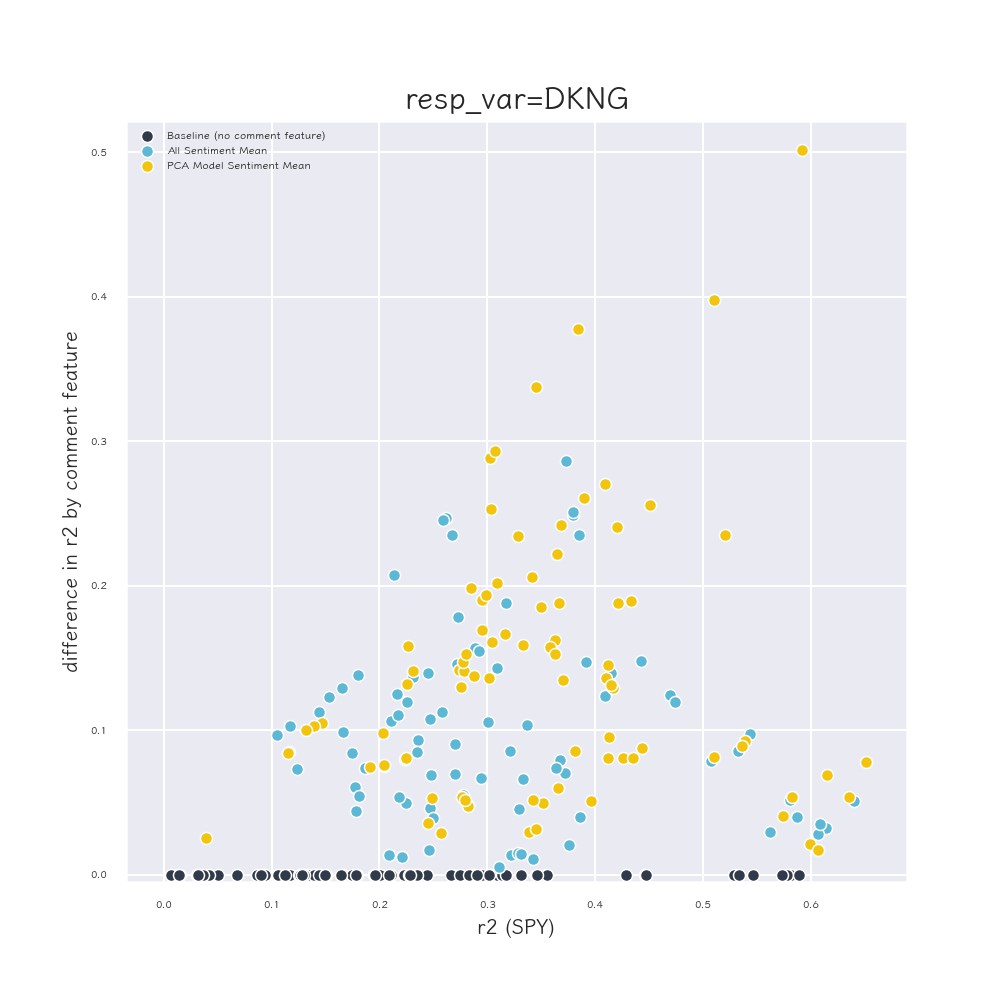 resp_var=DKNG
Baseline (no comment feature)
All Sentiment Mean
PCA Model Sentiment Mean
0.5
0.4
0.3
0.2
0.1
0.0
difference in r2 by comment feature
0.0 0.1 0.2 0.3 0.4 0.5 0.6
r2 (SPY)